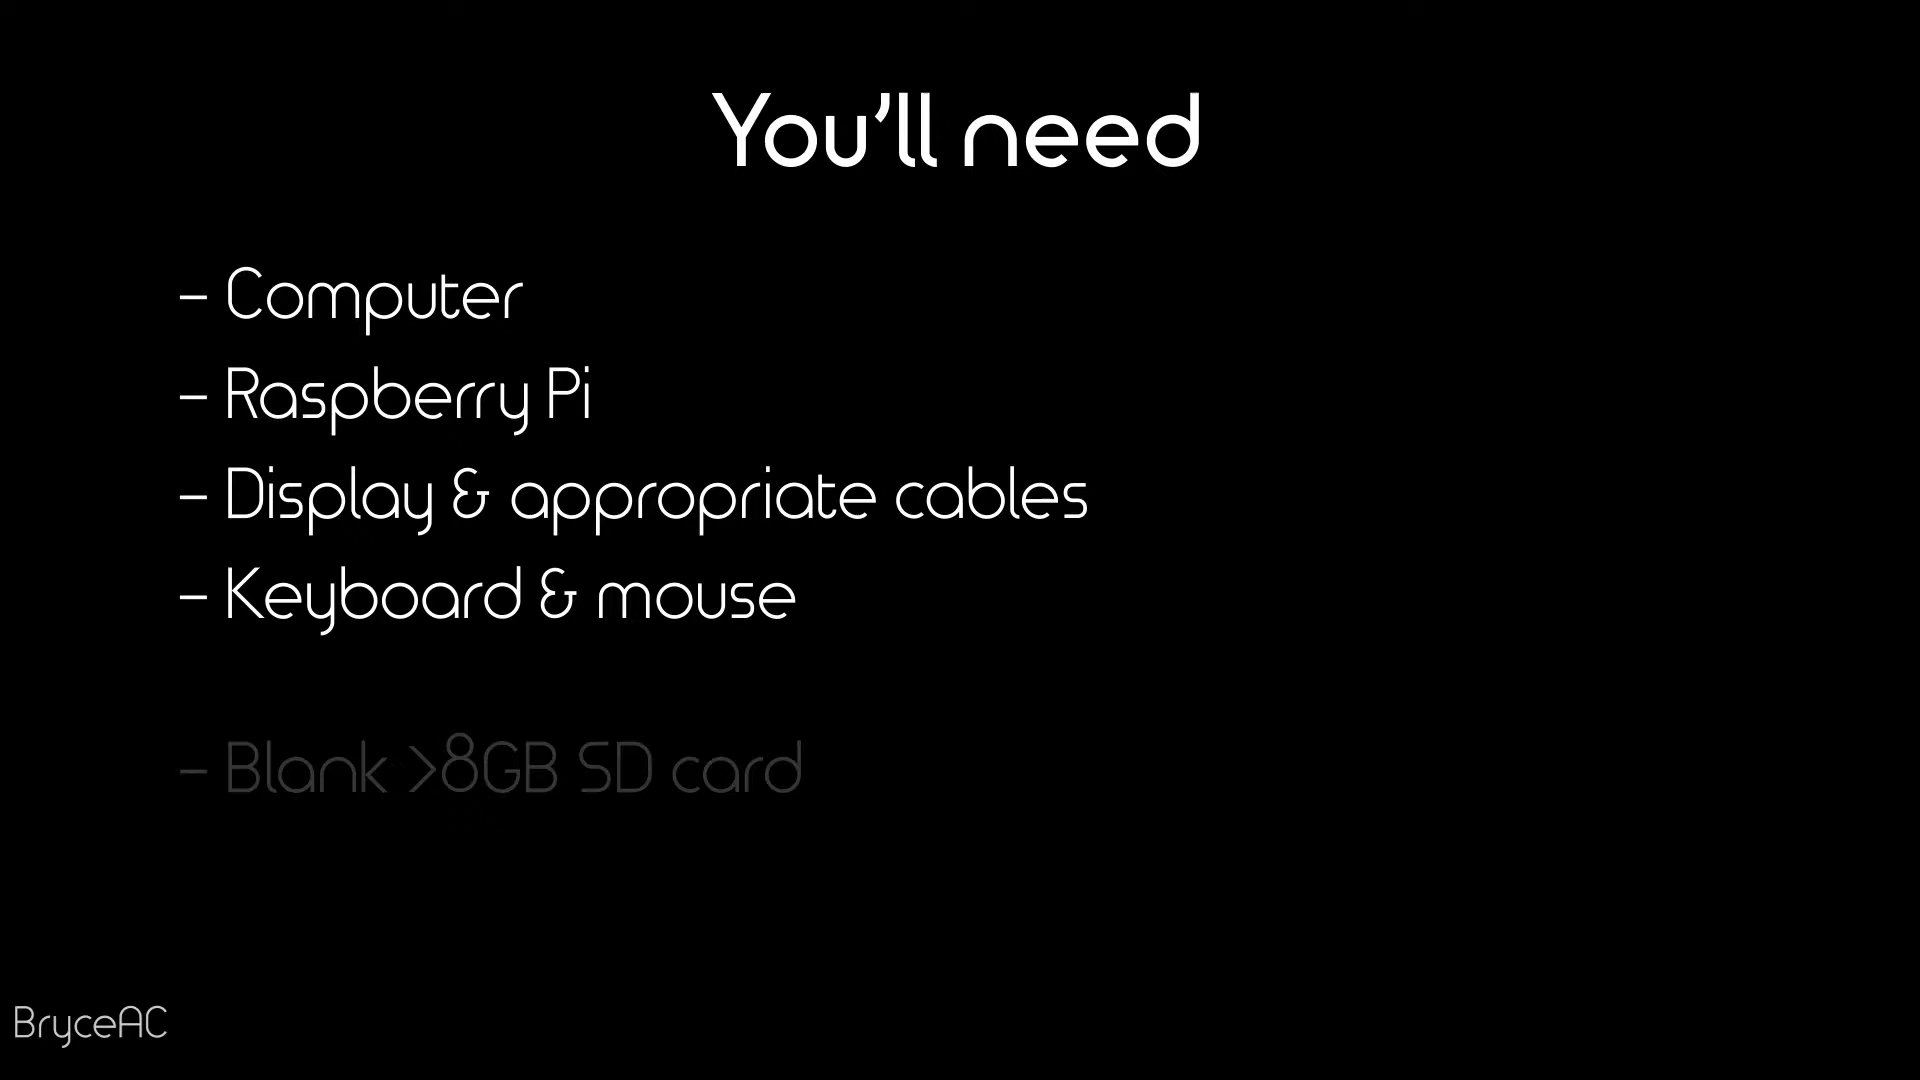 You'll need
- Computer
- Raspberry Pi
- Display & appropriate cables
- Keyboard & mouse
- Blank >8GB SD card
BryceAC